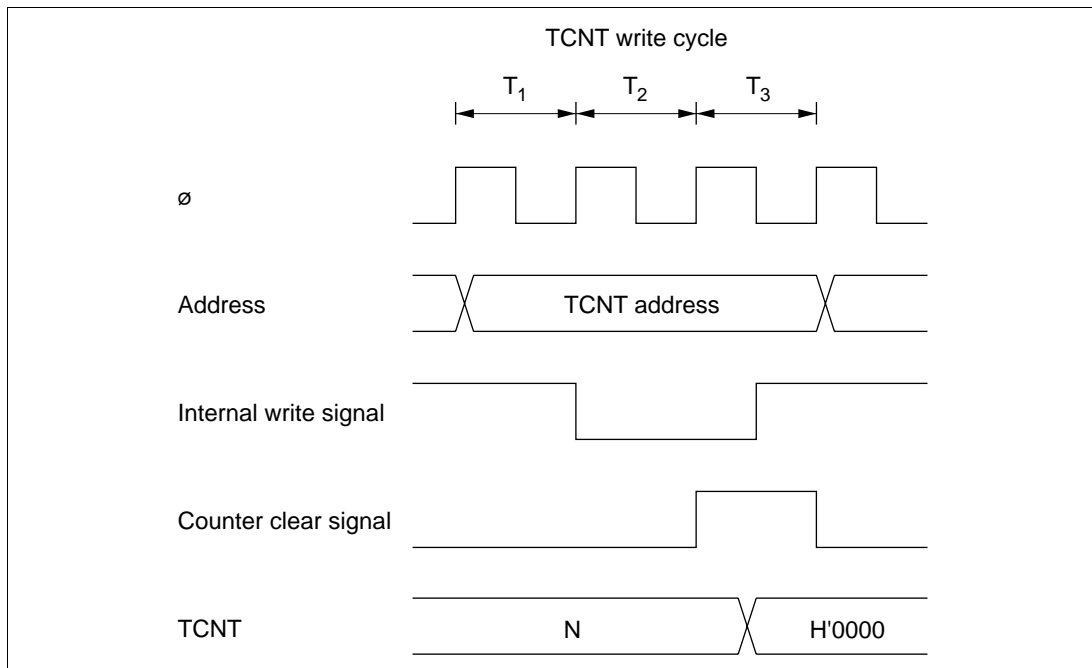 TCNT write cycle
T1 T2 T3
ø
Address TCNT address
Internal write signal
Counter clear signal
TCNT N H'0000